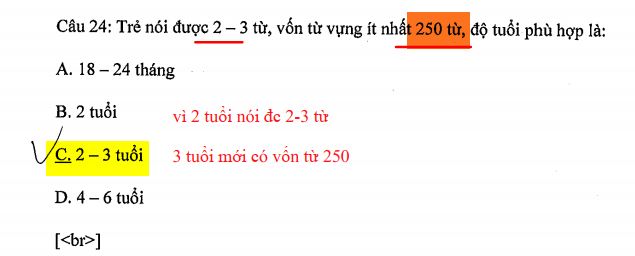 Câu 24: Trẻ nói được 2 – 3 từ, vốn từ vựng ít nhất 250 từ, độ tuổi phù hợp là:
A. 18 – 24 tháng
B. 2 tuổi vì 2 tuổi nói đc 2-3 từ
C. 2 – 3 tuổi 3 tuổi mới có vốn từ 250
D. 4 – 6 tuổi
[<br>]